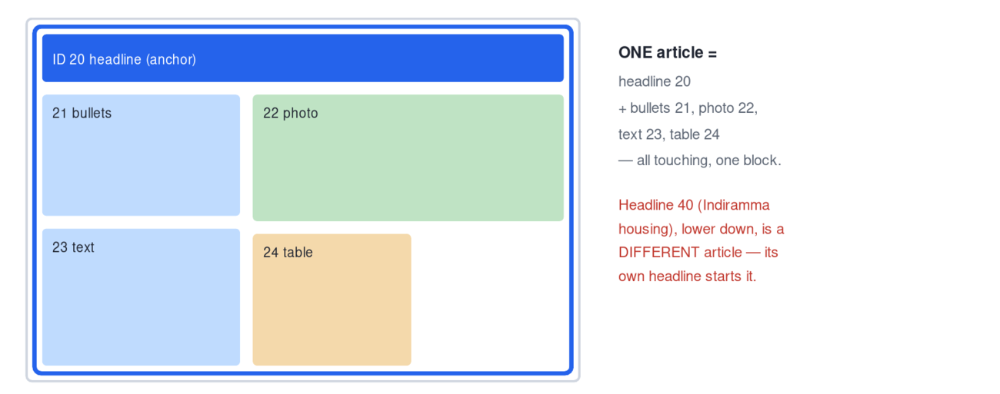 ID 20 headline (anchor)
21 bullets
22 photo
23 text
24 table
ONE article =
headline 20
+ bullets 21, photo 22,
text 23, table 24
— all touching, one block.
Headline 40 (Indiramma
housing), lower down, is a
DIFFERENT article — its
own headline starts it.